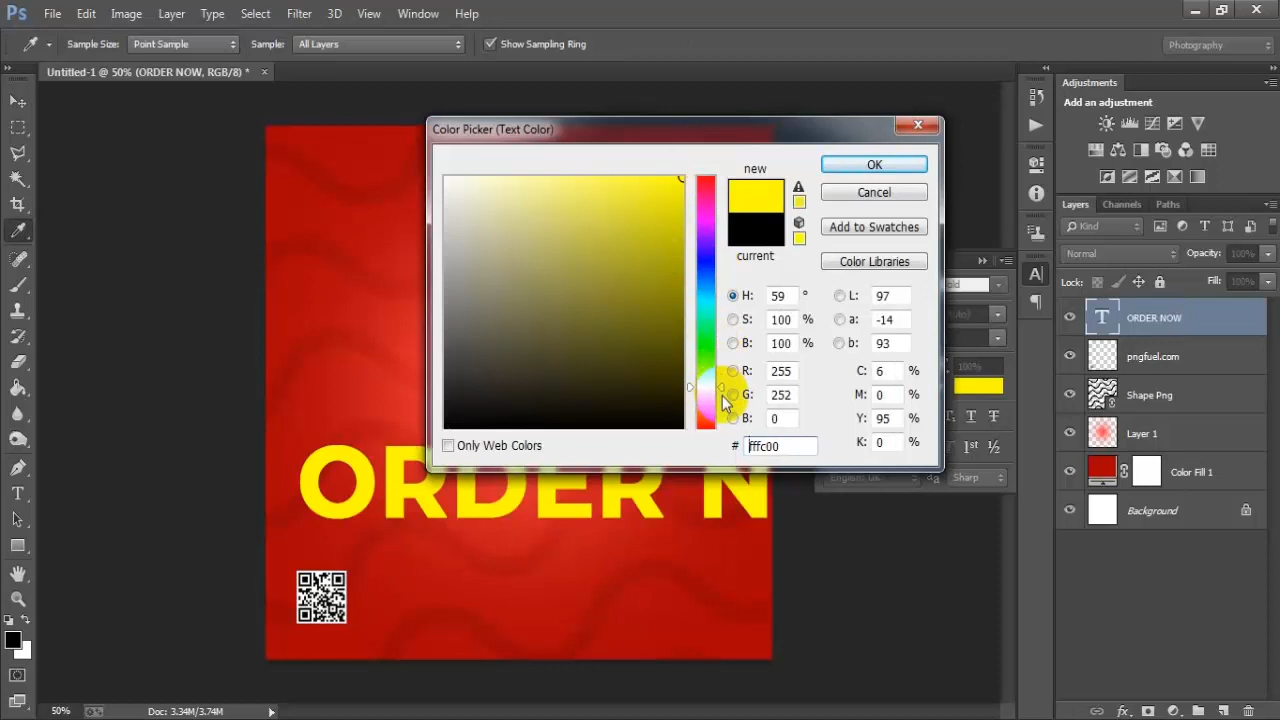 Ps File Edit Image Layer Type Select Filter 3D View Window Help
Sample Size: Point Sample Sample: All Layers Show Sampling Ring Photography
Untitled-1 @ 50% (ORDER NOW, RGB/8) * ×
Color Picker (Text Color)
new
OK
Cancel
Add to Swatches
current
Color Libraries
H: 59 ° L: 97
S: 100 % a: -14
B: 100 % b: 93
R: 255 C: 6 %
G: 252 M: 0 %
B: 0 Y: 95 %
K: 0 %
Only Web Colors # fffc00
ORDER N
English: UK Sharp
Adjustments
Add an adjustment
Layers Channels Paths
Kind
Normal Opacity: 100%
Lock: Fill: 100%
T ORDER NOW
pngfuel.com
Shape Png
Layer 1
Color Fill 1
Background
100%
1st ½
50% Doc: 3.34M/3.74M